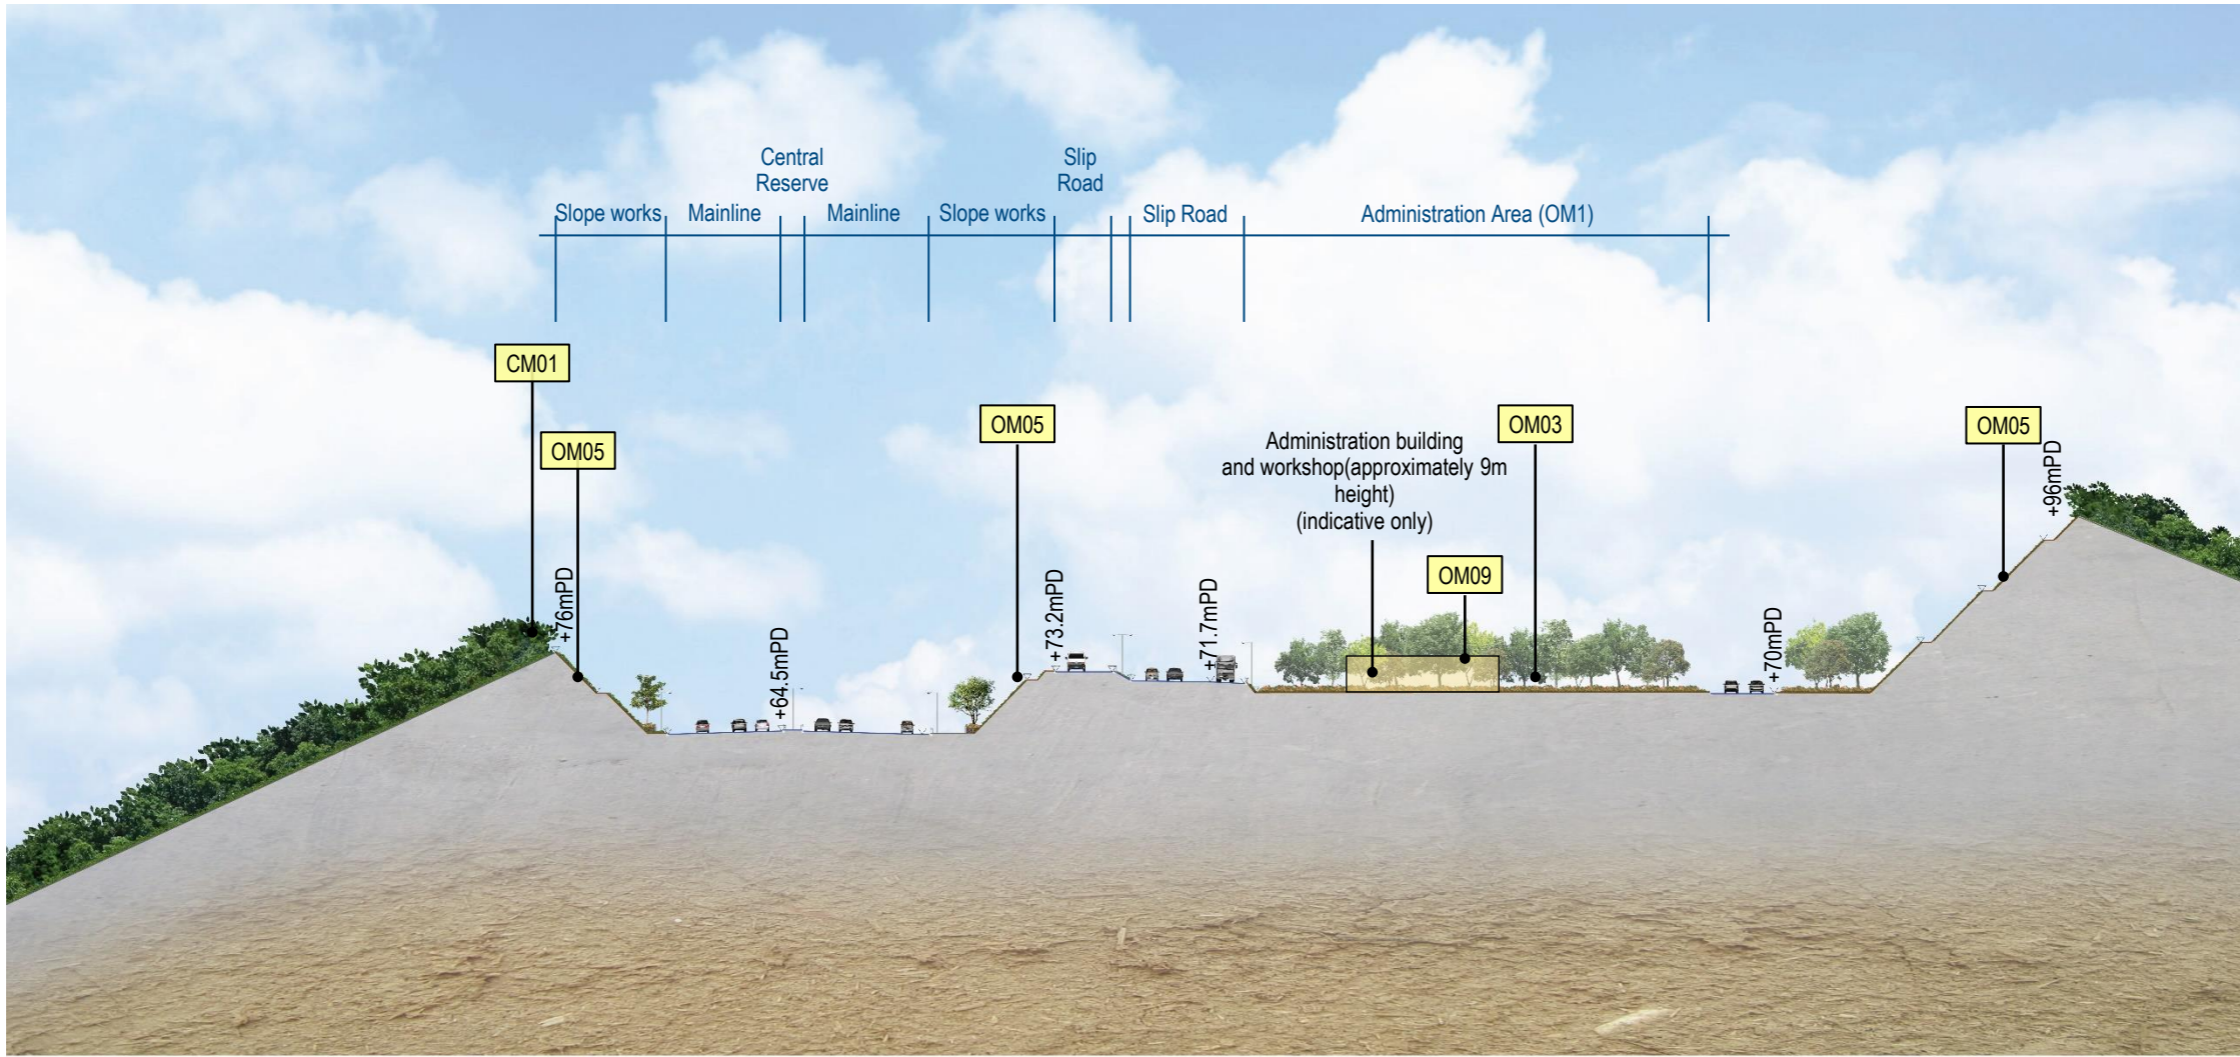 Central
Reserve
Slip
Road
Slope works
Mainline
Mainline
Slope works
Slip Road
Administration Area (OM1)
CM01
OM05
OM05
Administration building
and workshop(approximately 9m
height)
(indicative only)
OM03
OM05
OM09
+76mPD
+64.5mPD
+73.2mPD
+71.7mPD
+70mPD
+96mPD